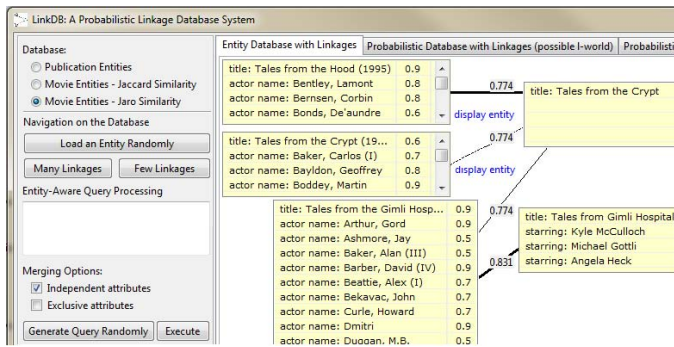 LinkDB: A Probabilistic Linkage Database System
Database:
Publication Entities
Movie Entities - Jaccard Similarity
Movie Entities - Jaro Similarity
Navigation on the Database
Load an Entity Randomly
Many Linkages
Few Linkages
Entity-Aware Query Processing
Merging Options:
Independent attributes
Exclusive attributes
Generate Query Randomly
Execute
Entity Database with Linkages
Probabilistic Database with Linkages (possible l-world)
Probabilisti
title: Tales from the Hood (1995) 0.9
actor name: Bentley, Lamont 0.8
actor name: Bernsen, Corbin 0.8
actor name: Bonds, De'aundre 0.6
display entity
title: Tales from the Crypt (19... 0.6
actor name: Baker, Carlos (I) 0.7
actor name: Bayldon, Geoffrey 0.8
actor name: Boddey, Martin 0.9
display entity
title: Tales from the Gimli Hosp... 0.9
actor name: Arthur, Gord 0.9
actor name: Ashmore, Jay 0.5
actor name: Baker, Alan (III) 0.5
actor name: Barber, David (IV) 0.9
actor name: Beattie, Alex (I) 0.7
actor name: Bekavac, John 0.7
actor name: Curle, Howard 0.7
actor name: Dmitri 0.9
actor name: Duggan, M.B. 0.5
0.774
0.774
0.774
0.831
title: Tales from the Crypt
title: Tales from Gimli Hospital
starring: Kyle McCulloch
starring: Michael Gottli
starring: Angela Heck